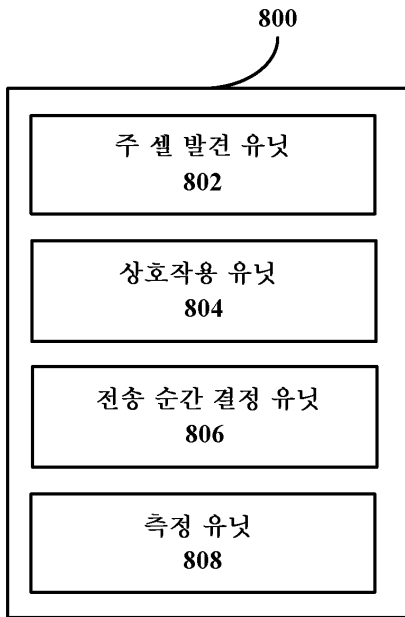 800
주 셀 발견 유닛
802
상호작용 유닛
804
전송 순간 결정 유닛
806
측정 유닛
808